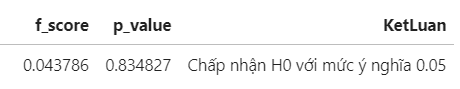 f_score p_value KetLuan
0.043786 0.834827 Chấp nhận H0 với mức ý nghĩa 0.05